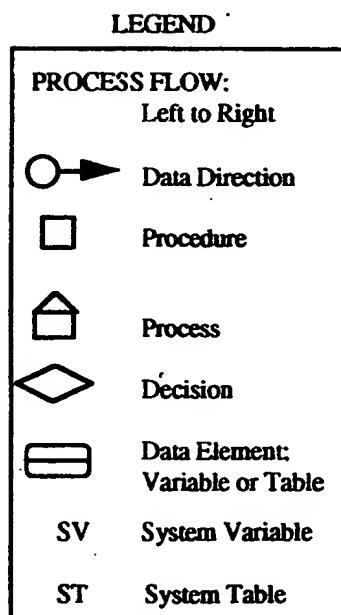 LEGEND
PROCESS FLOW:
Left to Right
Data Direction
Procedure
Process
Decision
Data Element;
Variable or Table
SV System Variable
ST System Table